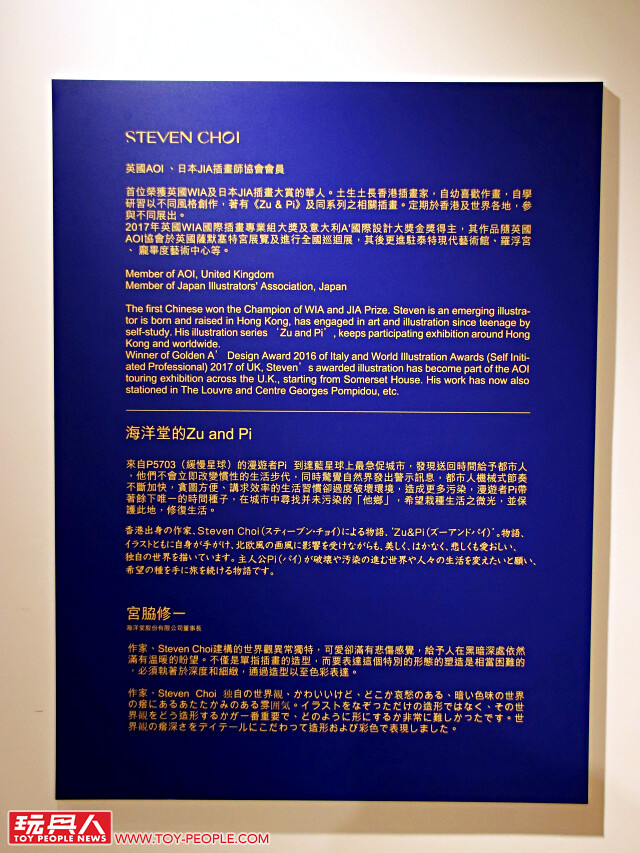 STEVEN CHOI
英國AOI 、日本JIA插畫師協會會員
首位榮獲英國WIA及日本JIA插畫大賞的華人。土生土長香港插畫家，自幼喜歡作畫，自學
研習以不同風格創作，著有《Zu & Pi》及同系列之相關插畫。定期於香港及世界各地，參
與不同展出。
2017年英國WIA國際插畫專業組大獎及意大利A'國際設計大獎金獎得主，其作品隨英國
AOI協會於英國薩默塞特宮展覽及進行全國巡迴展，其後更進駐泰特現代藝術館、羅浮宮
、龐畢度藝術中心等。
Member of AOI, United Kingdom
Member of Japan Illustrators' Association, Japan
The first Chinese won the Champion of WIA and JIA Prize. Steven is an emerging illustra-
tor is born and raised in Hong Kong, has engaged in art and illustration since teenage by
self-study. His illustration series ‘Zu and Pi’, keeps participating exhibition around Hong
Kong and worldwide.
Winner of Golden A’ Design Award 2016 of Italy and World Illustration Awards (Self Initi-
ated Professional) 2017 of UK, Steven’s awarded illustration has become part of the AOI
touring exhibition across the U.K., starting from Somerset House. His work has now also
stationed in The Louvre and Centre Georges Pompidou, etc.
海洋堂的Zu and Pi
來自P5703（緩慢星球）的漫遊者Pi 到達藍星球上最急促城市，發現送回時間給予都市人
，他們不會立即改變慣性的生活步伐，同時驚覺自然界發出警示訊息，都市人機械式節奏
不斷加快，貪圖方便、講求效率的生活習慣卻過度破壞環境，造成更多污染，漫遊者Pi帶
著餘下唯一的時間種子，在城市中尋找并未污染的「他鄉」，希望栽種生活之微光，並保
護此地，修復生活。
香港出身の作家、Steven Choi（スティーブン・チョイ）による物語、‘Zu&Pi（ズーアンドパイ）’。物語、
イラストともに自身が手がけ、北欧風の画風に影響を受けながらも、美しく、はかなく、悲しくも愛おしい、
独自の世界を描いています。主人公Pi（パイ）が破壊や汚染の進む世界や人々の生活を変えたいと願い、
希望の種を手に旅を続ける物語です。
宮脇修一
海洋堂股份有限公司董事長
作家、Steven Choi建構的世界觀異常獨特，可愛卻滿有悲傷感覺，給予人在黑暗深處依然
滿有溫暖的盼望。不僅是單指插畫的造型，而要表達這個特別的形態的塑造是相當困難的
，必須執著於深度和細緻，通過造型以至色彩表達。
作家、Steven Choi 独自の世界観、かわいいけど、どこか哀愁のある、暗い色味の世界
の奥にあるあたたかみのある雰囲気。イラストをなぞっただけの造形ではなく、その世
界観をどう造形するかが一番重要で、どのように形にするか非常に難しかったです。世
界観の奥深さをディテールにこだわって造形および彩色で表現しました。
玩具人
TOY PEOPLE NEWS
WWW.TOY-PEOPLE.COM